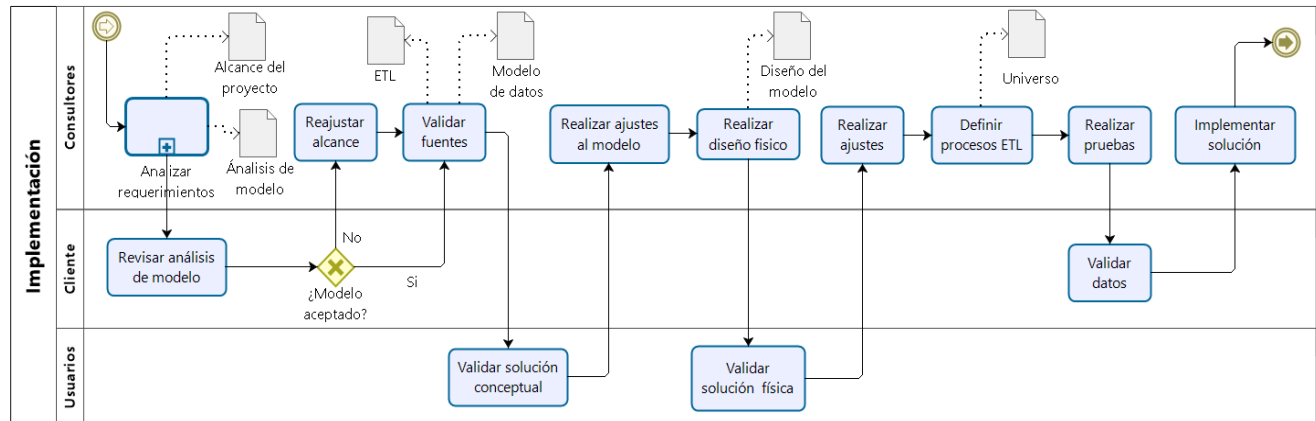 Implementación
Consultores
Alcance del
proyecto
Ánalisis de
modelo
Analizar
requerimientos
Reajustar
alcance
ETL
Validar
fuentes
Modelo
de datos
Realizar ajustes
al modelo
Diseño del
modelo
Realizar
diseño fisico
Realizar
ajustes
Universo
Definir
procesos ETL
Realizar
pruebas
Implementar
solución
Cliente
Revisar análisis
de modelo
No
Si
¿Modelo
aceptado?
Validar
datos
Usuarios
Validar solución
conceptual
Validar
solución física